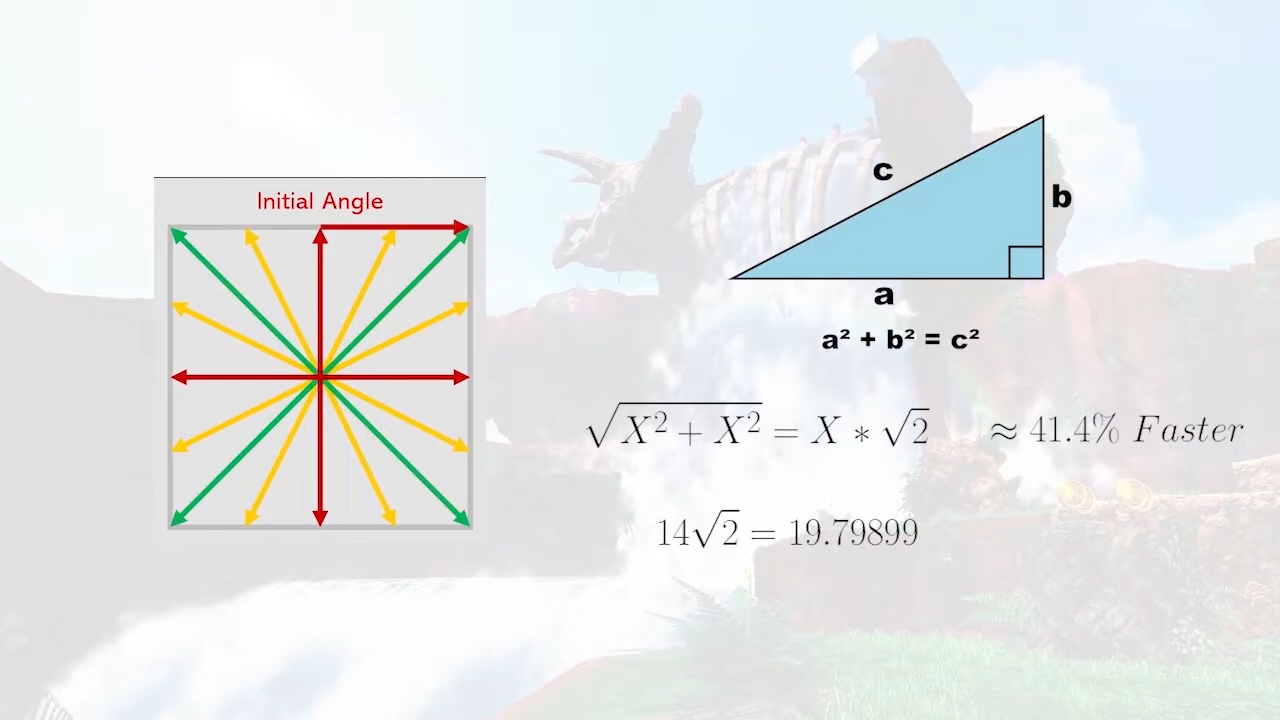 Initial Angle
c
b
a
a² + b² = c²
√X² + X² = X * √2 ≈ 41.4% Faster
14√2 = 19.79899